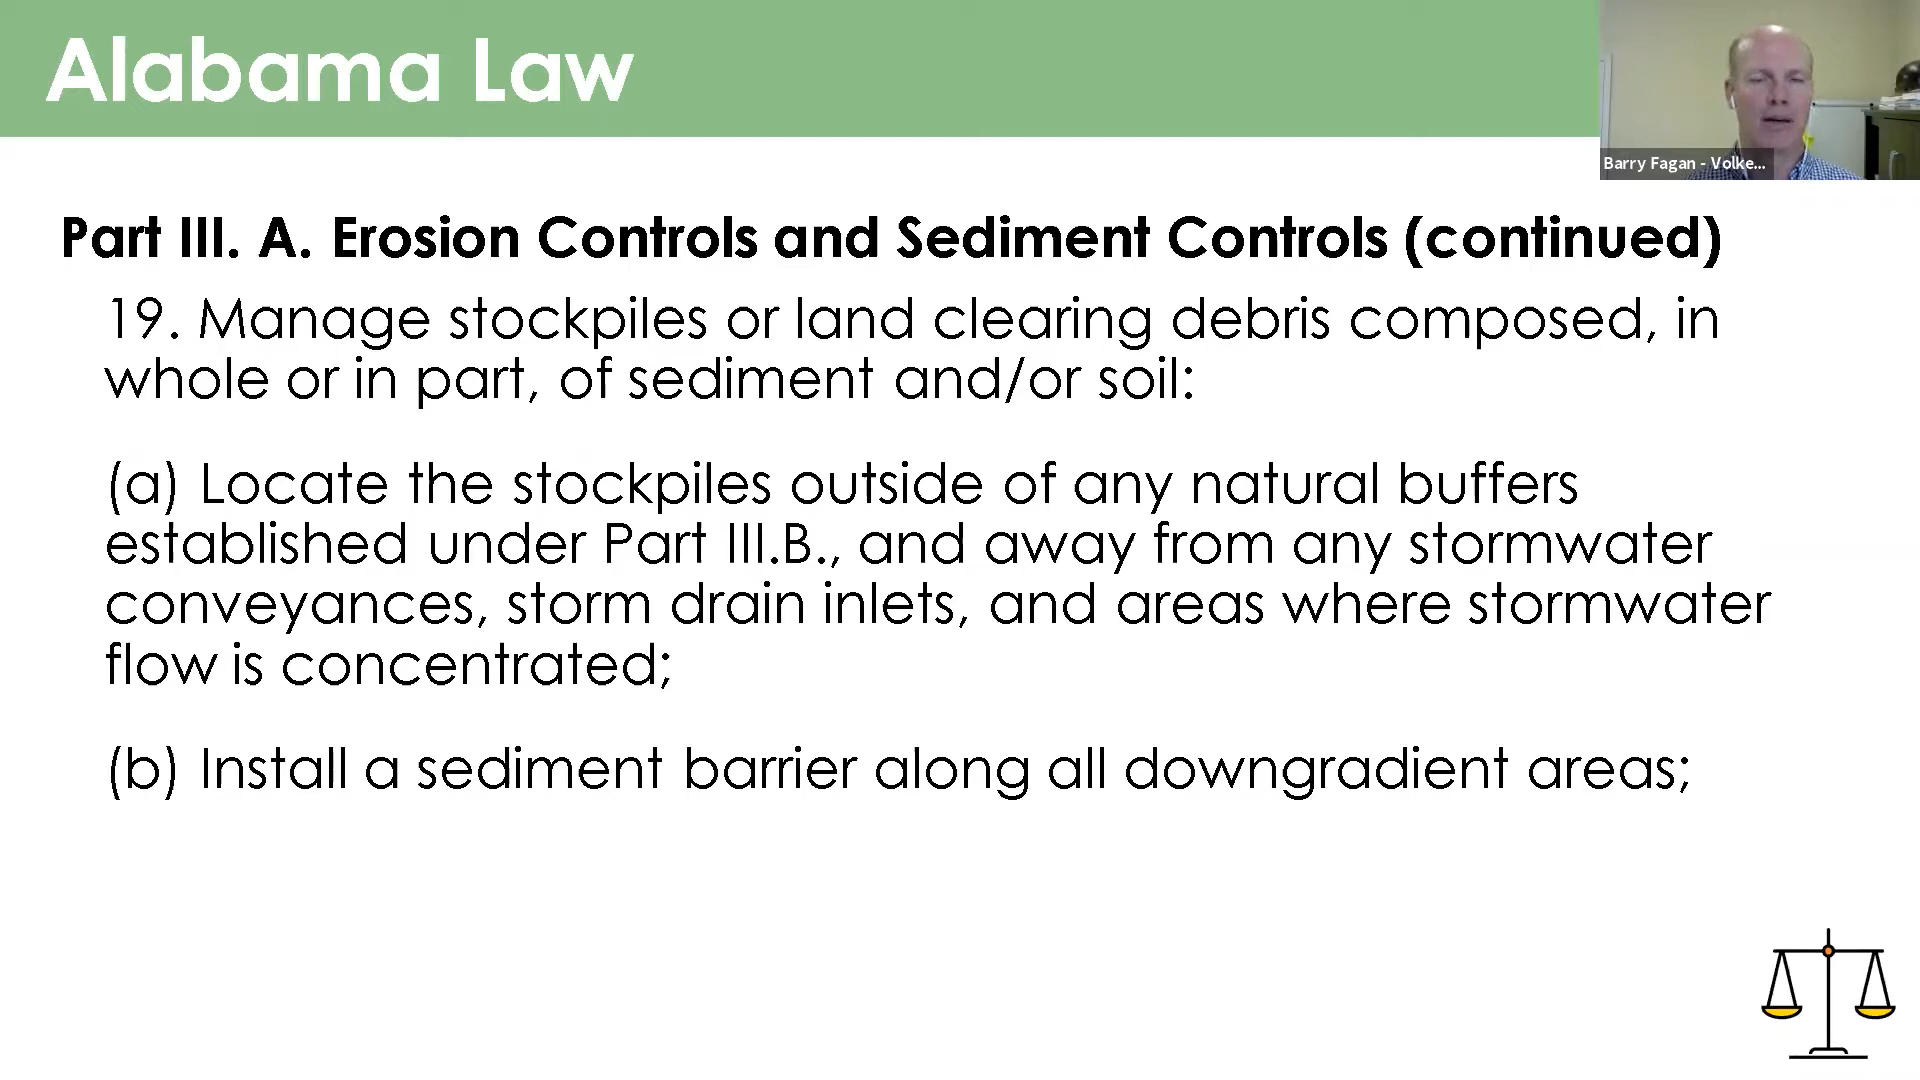 Alabama Law
Barry Fagan - Volke...
Part III. A. Erosion Controls and Sediment Controls (continued)
19. Manage stockpiles or land clearing debris composed, in
whole or in part, of sediment and/or soil:
(a) Locate the stockpiles outside of any natural buffers
established under Part III.B., and away from any stormwater
conveyances, storm drain inlets, and areas where stormwater
flow is concentrated;
(b) Install a sediment barrier along all downgradient areas;